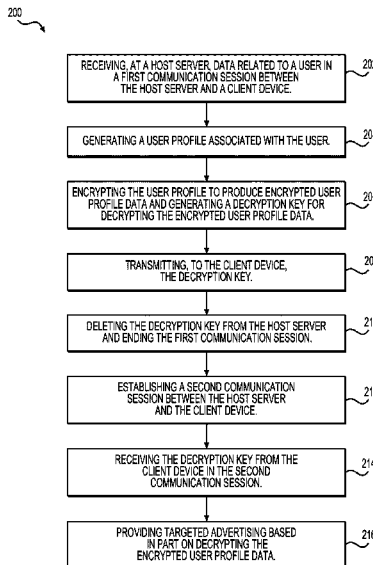 200
RECEIVING, AT A HOST SERVER, DATA RELATED TO A USER IN
A FIRST COMMUNICATION SESSION BETWEEN
THE HOST SERVER AND A CLIENT DEVICE.
GENERATING A USER PROFILE ASSOCIATED WITH THE USER.
ENCRYPTING THE USER PROFILE TO PRODUCE ENCRYPTED USER
PROFILE DATA AND GENERATING A DECRYPTION KEY FOR
DECRYPTING THE ENCRYPTED USER PROFILE DATA.
TRANSMITTING, TO THE CLIENT DEVICE,
THE DECRYPTION KEY.
DELETING THE DECRYPTION KEY FROM THE HOST SERVER
AND ENDING THE FIRST COMMUNICATION SESSION.
ESTABLISHING A SECOND COMMUNICATION
SESSION BETWEEN THE HOST SERVER
AND THE CLIENT DEVICE.
RECEIVING THE DECRYPTION KEY FROM THE
CLIENT DEVICE IN THE SECOND
COMMUNICATION SESSION.
214
PROVIDING TARGETED ADVERTISING BASED
IN PART ON DECRYPTING THE
ENCRYPTED USER PROFILE DATA.
216